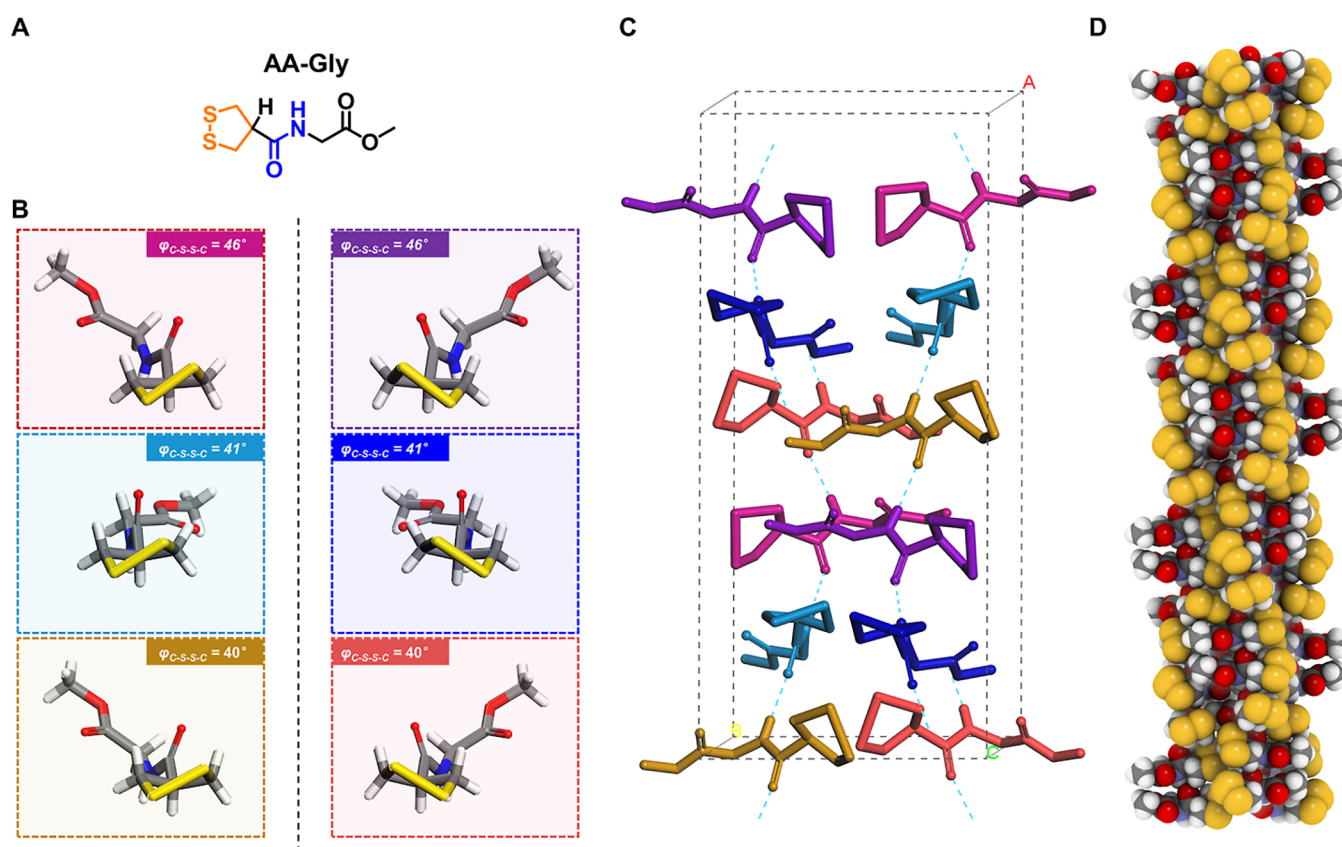 A
AA-Gly
S
S
H
H
N
O
O
O
B
φC-S-S-C = 46°
φC-S-S-C = 46°
φC-S-S-C = 41°
φC-S-S-C = 41°
φC-S-S-C = 40°
φC-S-S-C = 40°
C
A
B
C
D